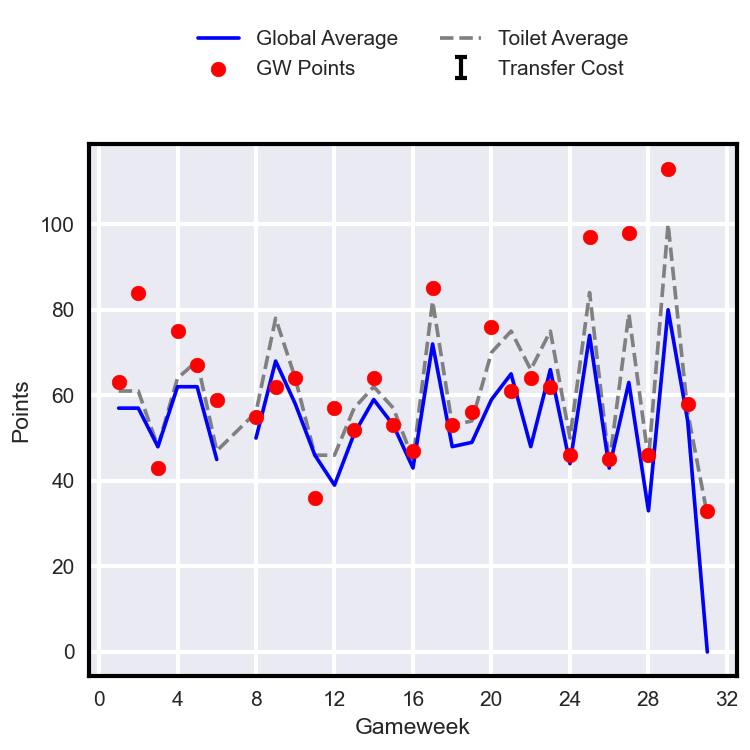 Global Average
Toilet Average
GW Points
Transfer Cost
100
80
60
40
20
0
Points
0 4 8 12 16 20 24 28 32
Gameweek